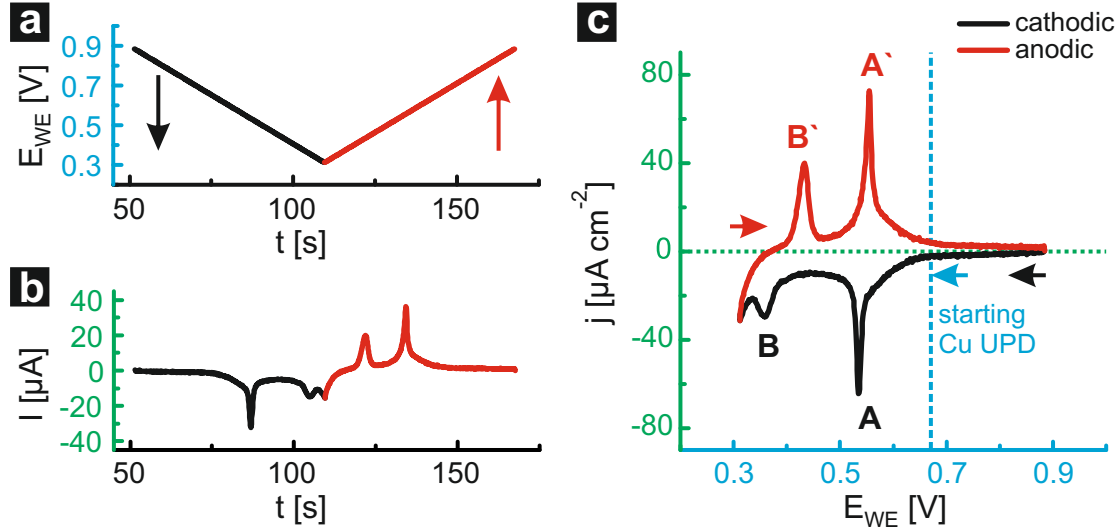 a
E_WE [V]
0.9
0.7
0.5
0.3
50
100
150
t [s]
b
I [µA]
40
20
0
-20
-40
50
100
150
t [s]
c
cathodic
anodic
j [µA cm⁻²]
80
40
0
-40
-80
A`
B`
B
A
starting
Cu UPD
0.3
0.5
0.7
0.9
E_WE [V]